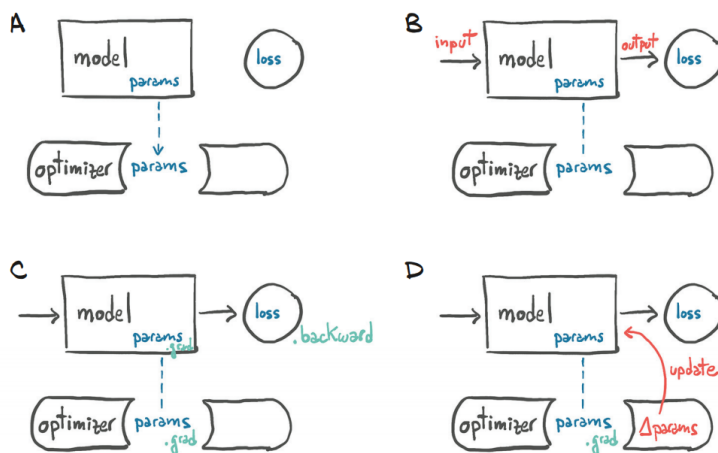 A
model
params
loss
optimizer
params
B
input
model
params
output
loss
optimizer
params
C
model
params
.grad
loss
.backward
optimizer
params
.grad
D
model
params
loss
update
optimizer
params
.grad
Δparams